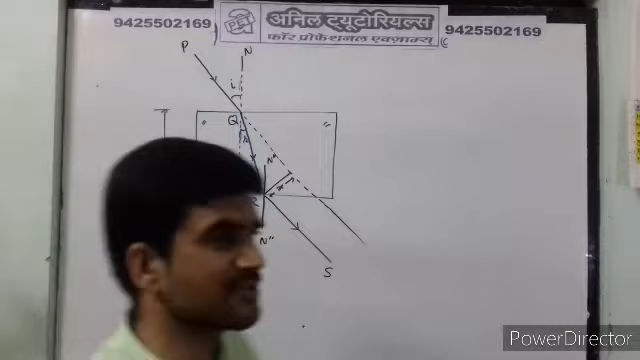 9425502169
PET
अनिल ट्यूटोरियल्स
फॉर प्रोफेशनल एक्ज़ाम्स
9425502169
P
N
i
Q
r
N'
x
R
N"
S
PowerDirector